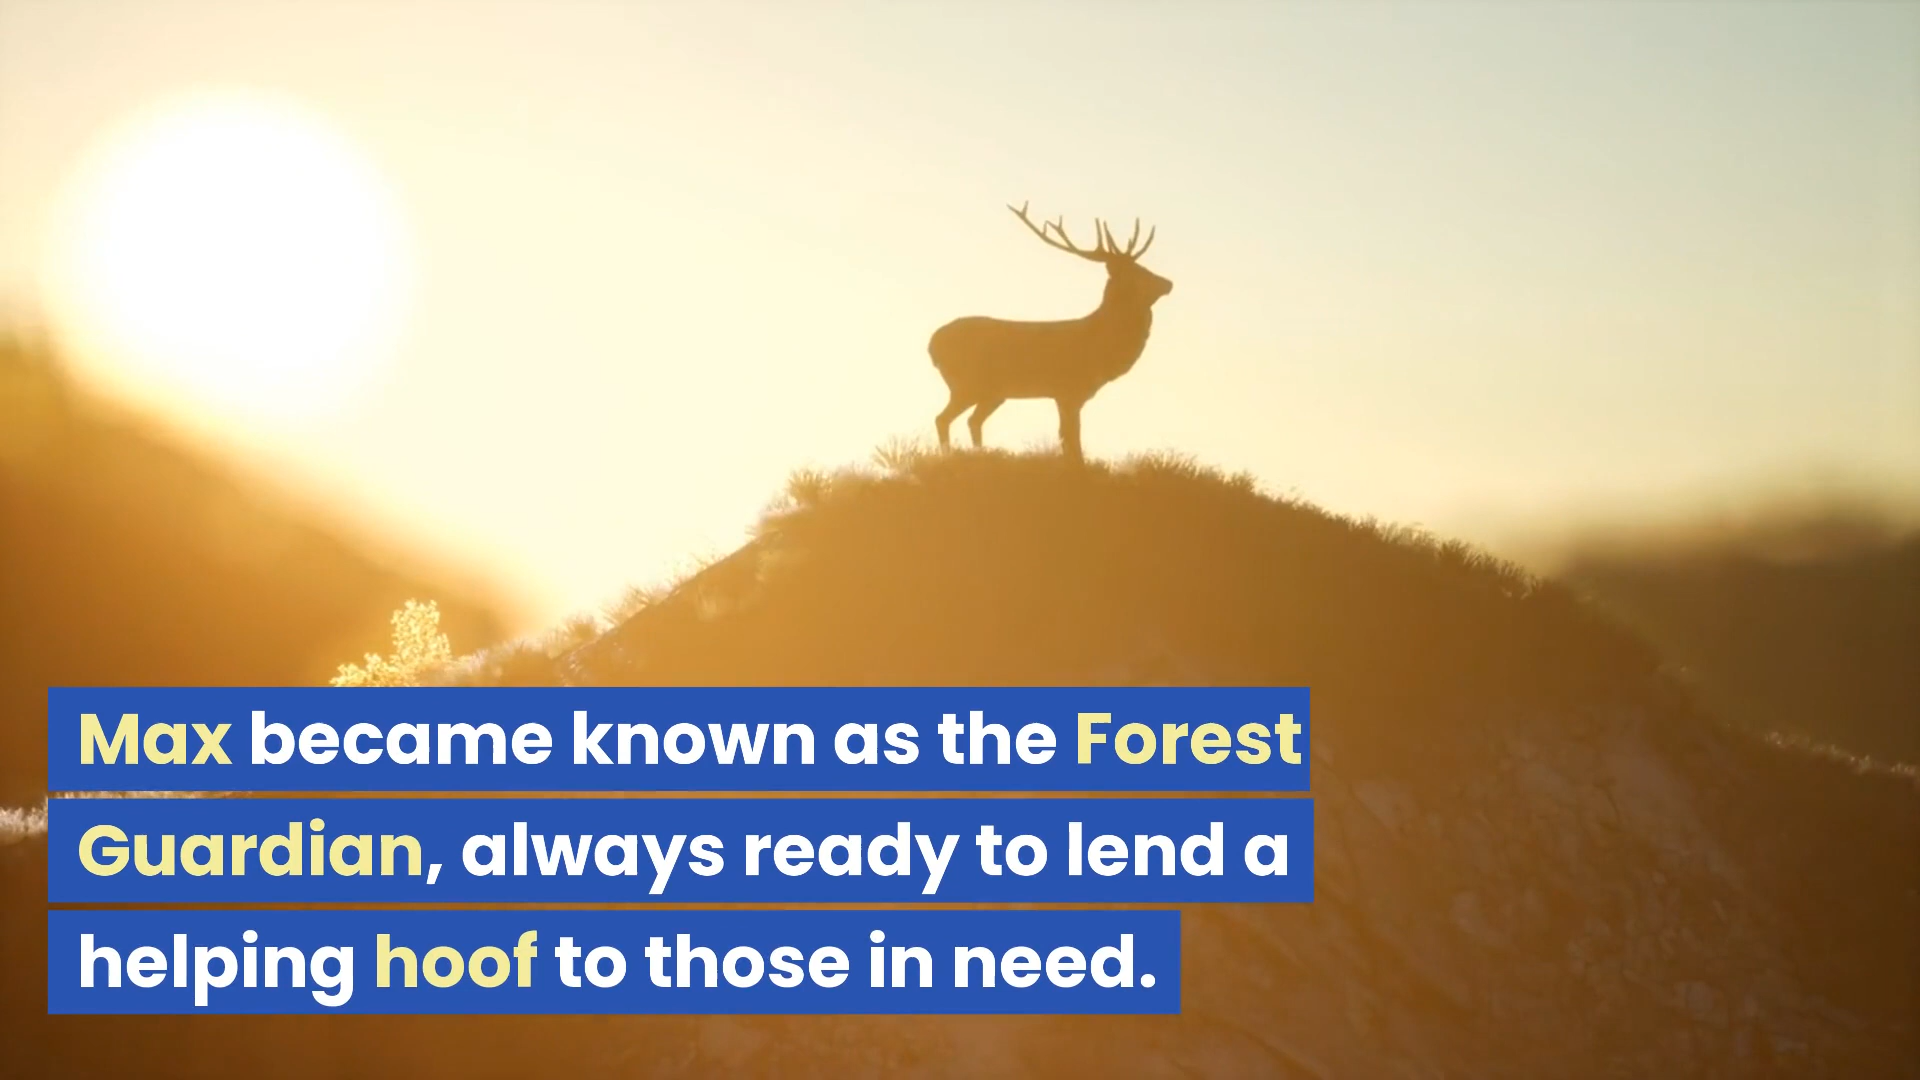 Max became known as the Forest
Guardian, always ready to lend a
helping hoof to those in need.